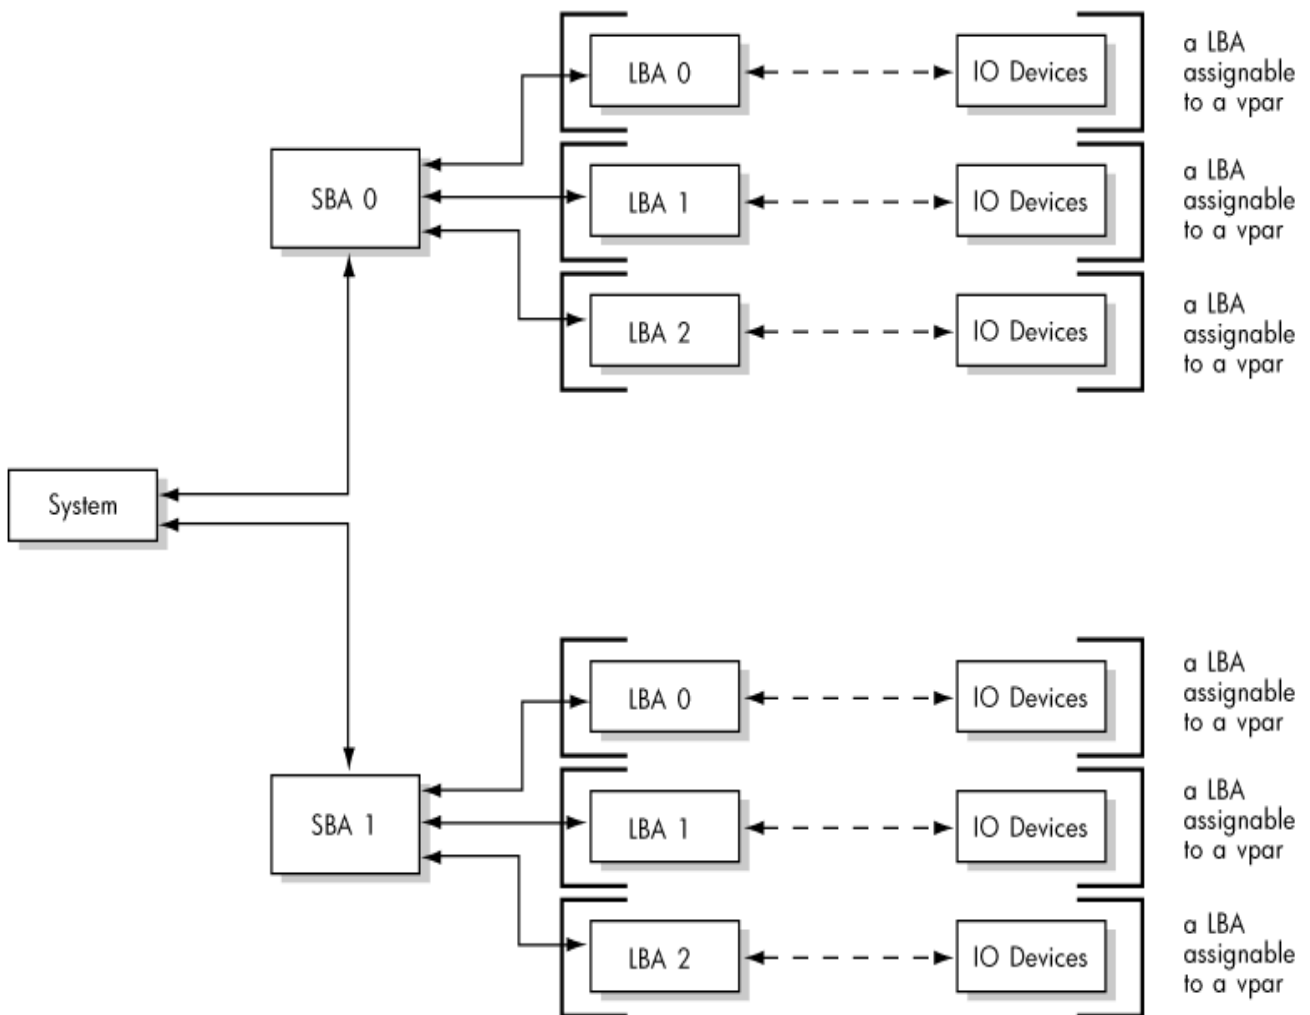 LBA 0
IO Devices
a LBA
assignable
to a vpar
SBA 0
LBA 1
IO Devices
a LBA
assignable
to a vpar
LBA 2
IO Devices
a LBA
assignable
to a vpar
System
LBA 0
IO Devices
a LBA
assignable
to a vpar
SBA 1
LBA 1
IO Devices
a LBA
assignable
to a vpar
LBA 2
IO Devices
a LBA
assignable
to a vpar